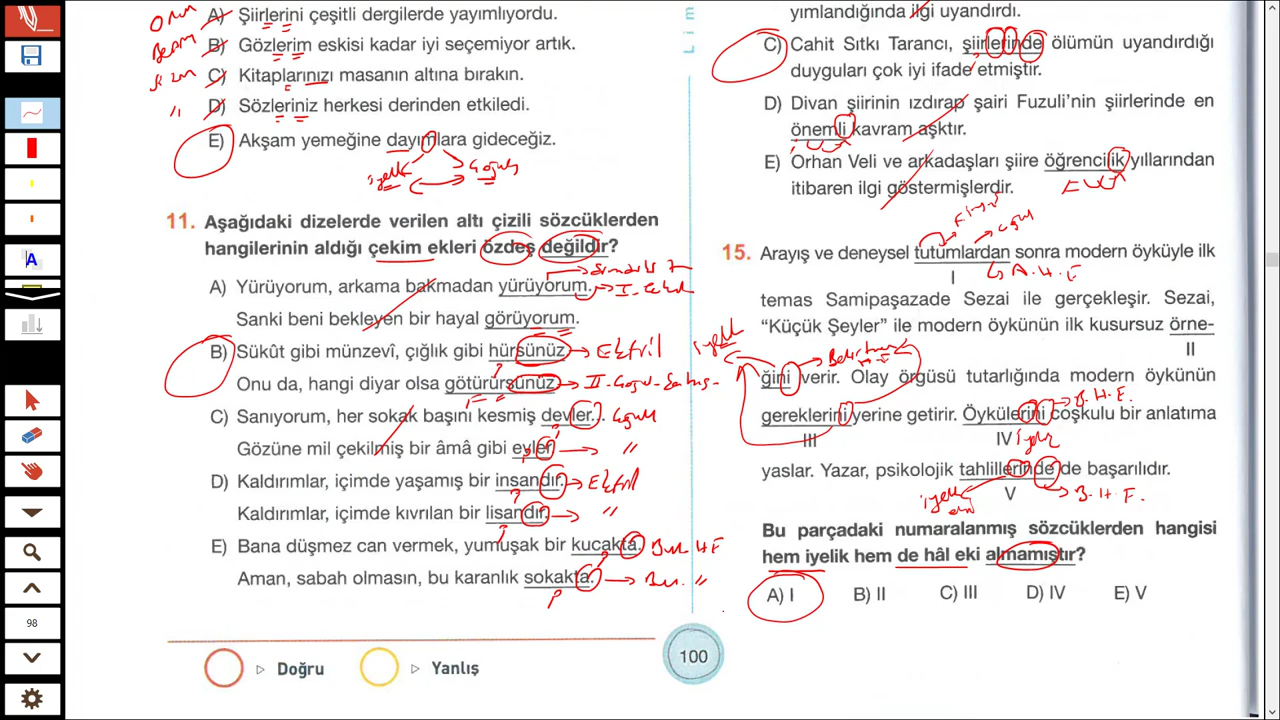 A) Şiirlerini çeşitli dergilerde yayımlıyordu.
B) Gözlerim eskisi kadar iyi seçemiyor artık.
C) Kitaplarınızı masanın altına bırakın.
D) Sözleriniz herkesi derinden etkiledi.
E) Akşam yemeğine dayımlara gideceğiz.
iyelik
Çoğul
11. Aşağıdaki dizelerde verilen altı çizili sözcüklerden
hangilerinin aldığı çekim ekleri özdeş değildir?
A) Yürüyorum, arkama bakmadan yürüyorum.
Sanki beni bekleyen bir hayal görüyorum.
B) Sükût gibi münzevî, çığlık gibi hürsünüz
Onu da, hangi diyar olsa götürürsünüz
C) Sanıyorum, her sokak başını kesmiş devler.
Gözüne mil çekilmiş bir âmâ gibi evler
D) Kaldırımlar, içimde yaşamış bir insandır.
Kaldırımlar, içimde kıvrılan bir lisandır.
E) Bana düşmez can vermek, yumuşak bir kucakta.
Aman, sabah olmasın, bu karanlık sokakta.
Doğru
Yanlış
Lim
100
yımlandığında ilgi uyandırdı.
C) Cahit Sıtkı Tarancı, şiirlerinde ölümün uyandırdığı
duyguları çok iyi ifade etmiştir.
D) Divan şiirinin ızdırap şairi Fuzuli’nin şiirlerinde en
önemli kavram aşktır.
E) Orhan Veli ve arkadaşları şiire öğrencilik yıllarından
itibaren ilgi göstermişlerdir.
15. Arayış ve deneysel tutumlardan sonra modern öyküyle ilk
I
A.H.E
temas Samipaşazade Sezai ile gerçekleşir. Sezai,
“Küçük Şeyler” ile modern öykünün ilk kusursuz örne-
II
ğini verir. Olay örgüsü tutarlığında modern öykünün
gereklerini yerine getirir. Öykülerini coşkulu bir anlatıma
III IV
yaslar. Yazar, psikolojik tahlillerinde de başarılıdır.
V
B.H.E.
Bu parçadaki numaralanmış sözcüklerden hangisi
hem iyelik hem de hâl eki almamıştır?
A) I B) II C) III D) IV E) V
98